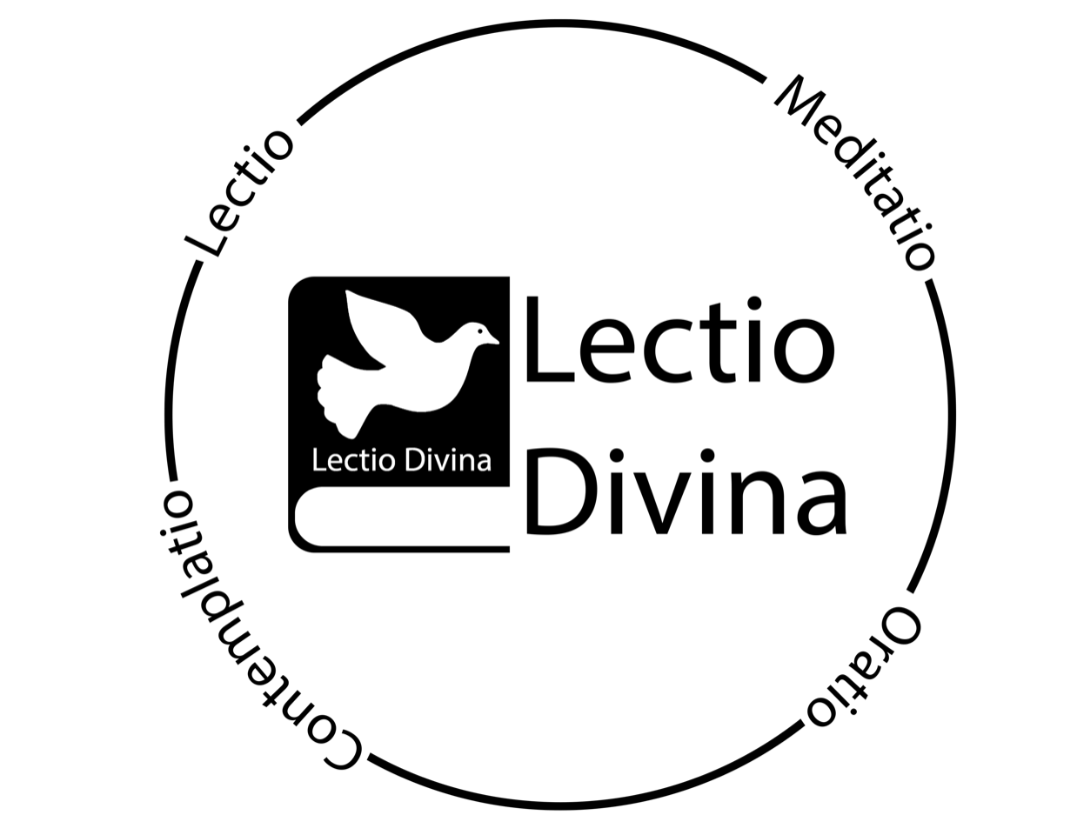 Lectio
Meditatio
Oratio
Contemplatio
Lectio Divina
Lectio
Divina